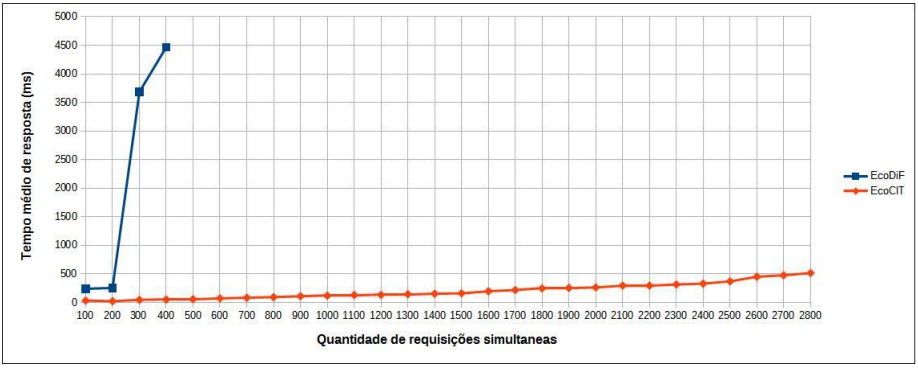 5000
4500
4000
3500
3000
2500
2000
1500
1000
500
0
Tempo médio de resposta (ms)
100 200 300 400 500 600 700 800 900 1000 1100 1200 1300 1400 1500 1600 1700 1800 1900 2000 2100 2200 2300 2400 2500 2600 2700 2800
Quantidade de requisições simultaneas
EcoDiF
EcoCIT